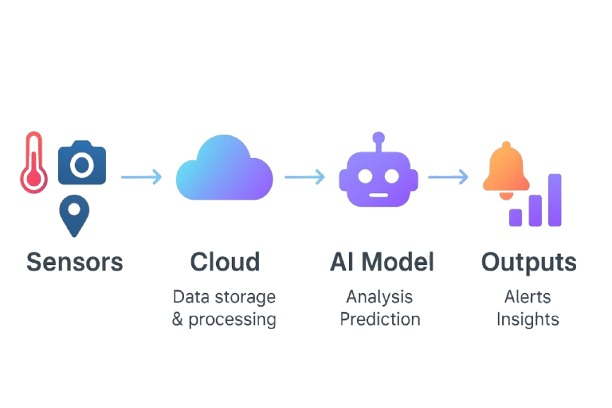 Sensors
Cloud
Data storage
& processing
AI Model
Analysis
Prediction
Outputs
Alerts
Insights